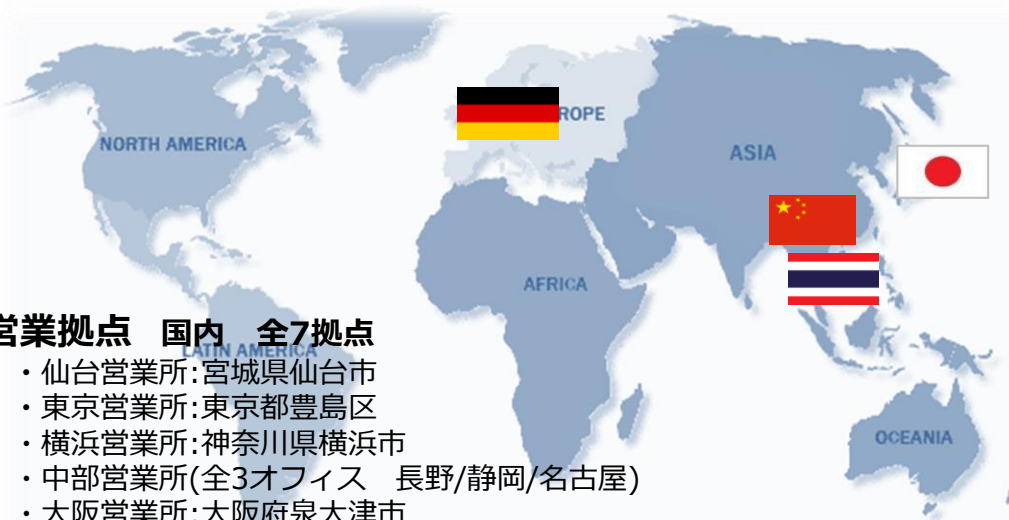 NORTH AMERICA
ROPE
ASIA
AFRICA
営業拠点 国内 全7拠点
LATIN AMERICA
・仙台営業所:宮城県仙台市
・東京営業所:東京都豊島区
・横浜営業所:神奈川県横浜市
OCEANIA
・中部営業所(全3オフィス 長野/静岡/名古屋)
・大阪営業所:大阪府泉大津市